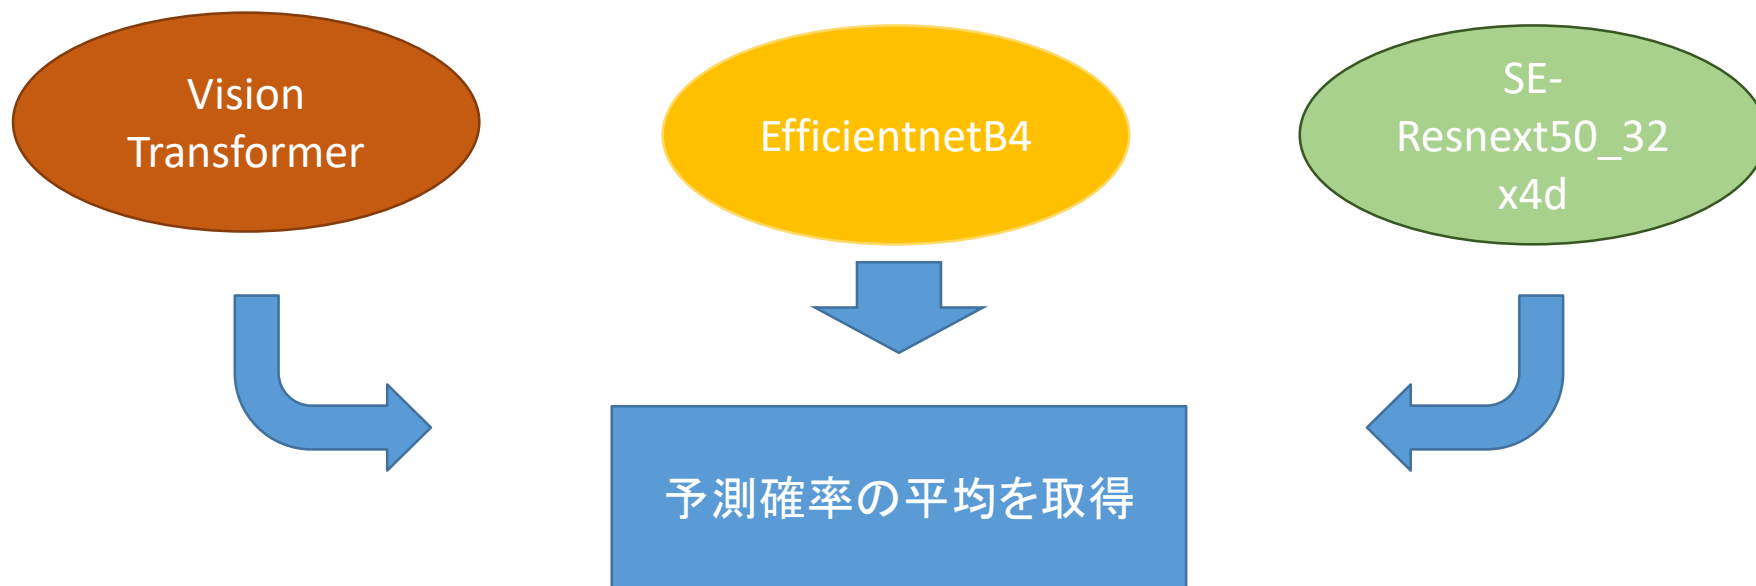 Vision
Transformer
EfficientnetB4
SE-
Resnext50_32
x4d
予測確率の平均を取得